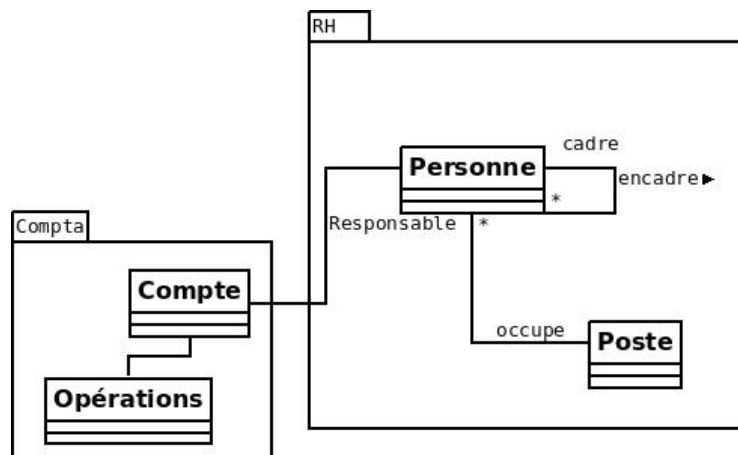 RH
cadre
Personne
encadre►
*
Responsable
*
Compta
Compte
occupe
Poste
Opérations